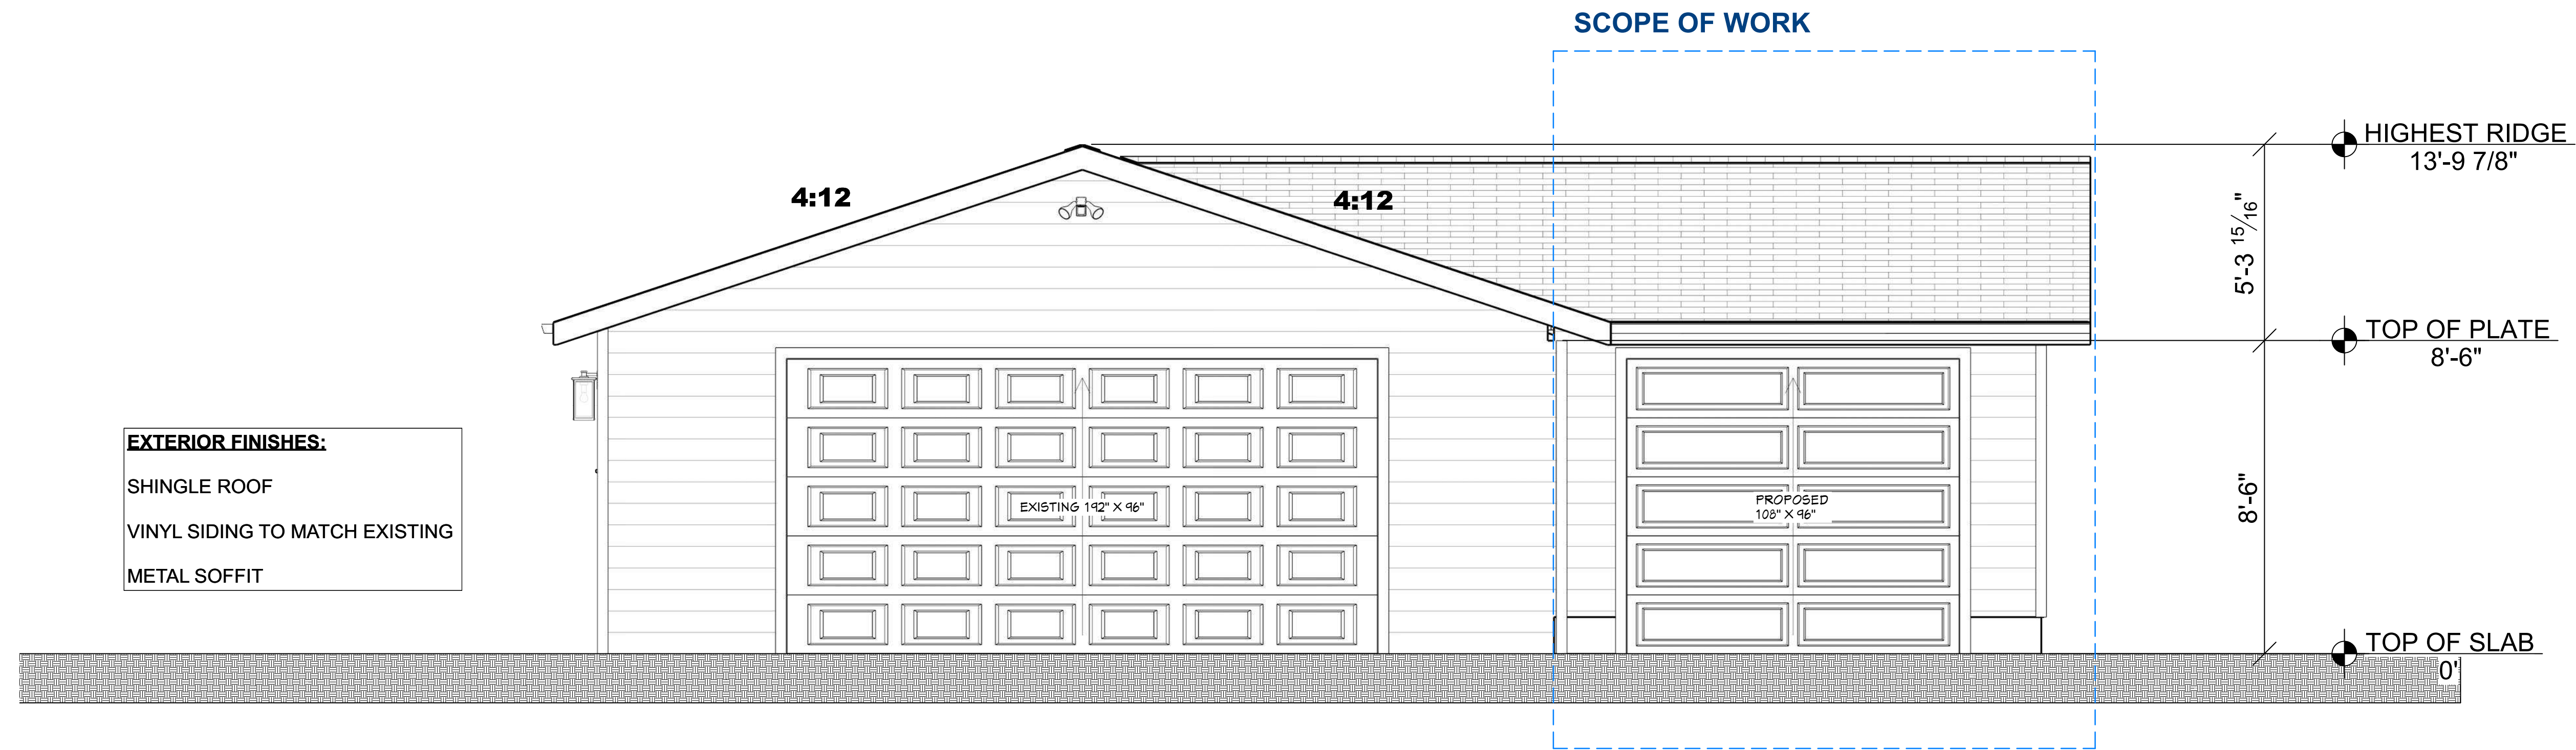 SCOPE OF WORK
HIGHEST RIDGE
13'-9 7/8"
4:12
4:12
5'-3 15/16"
TOP OF PLATE
8'-6"
EXTERIOR FINISHES:
SHINGLE ROOF
VINYL SIDING TO MATCH EXISTING
METAL SOFFIT
EXISTING 192" X 96"
PROPOSED
108" X 96"
8'-6"
TOP OF SLAB
0'